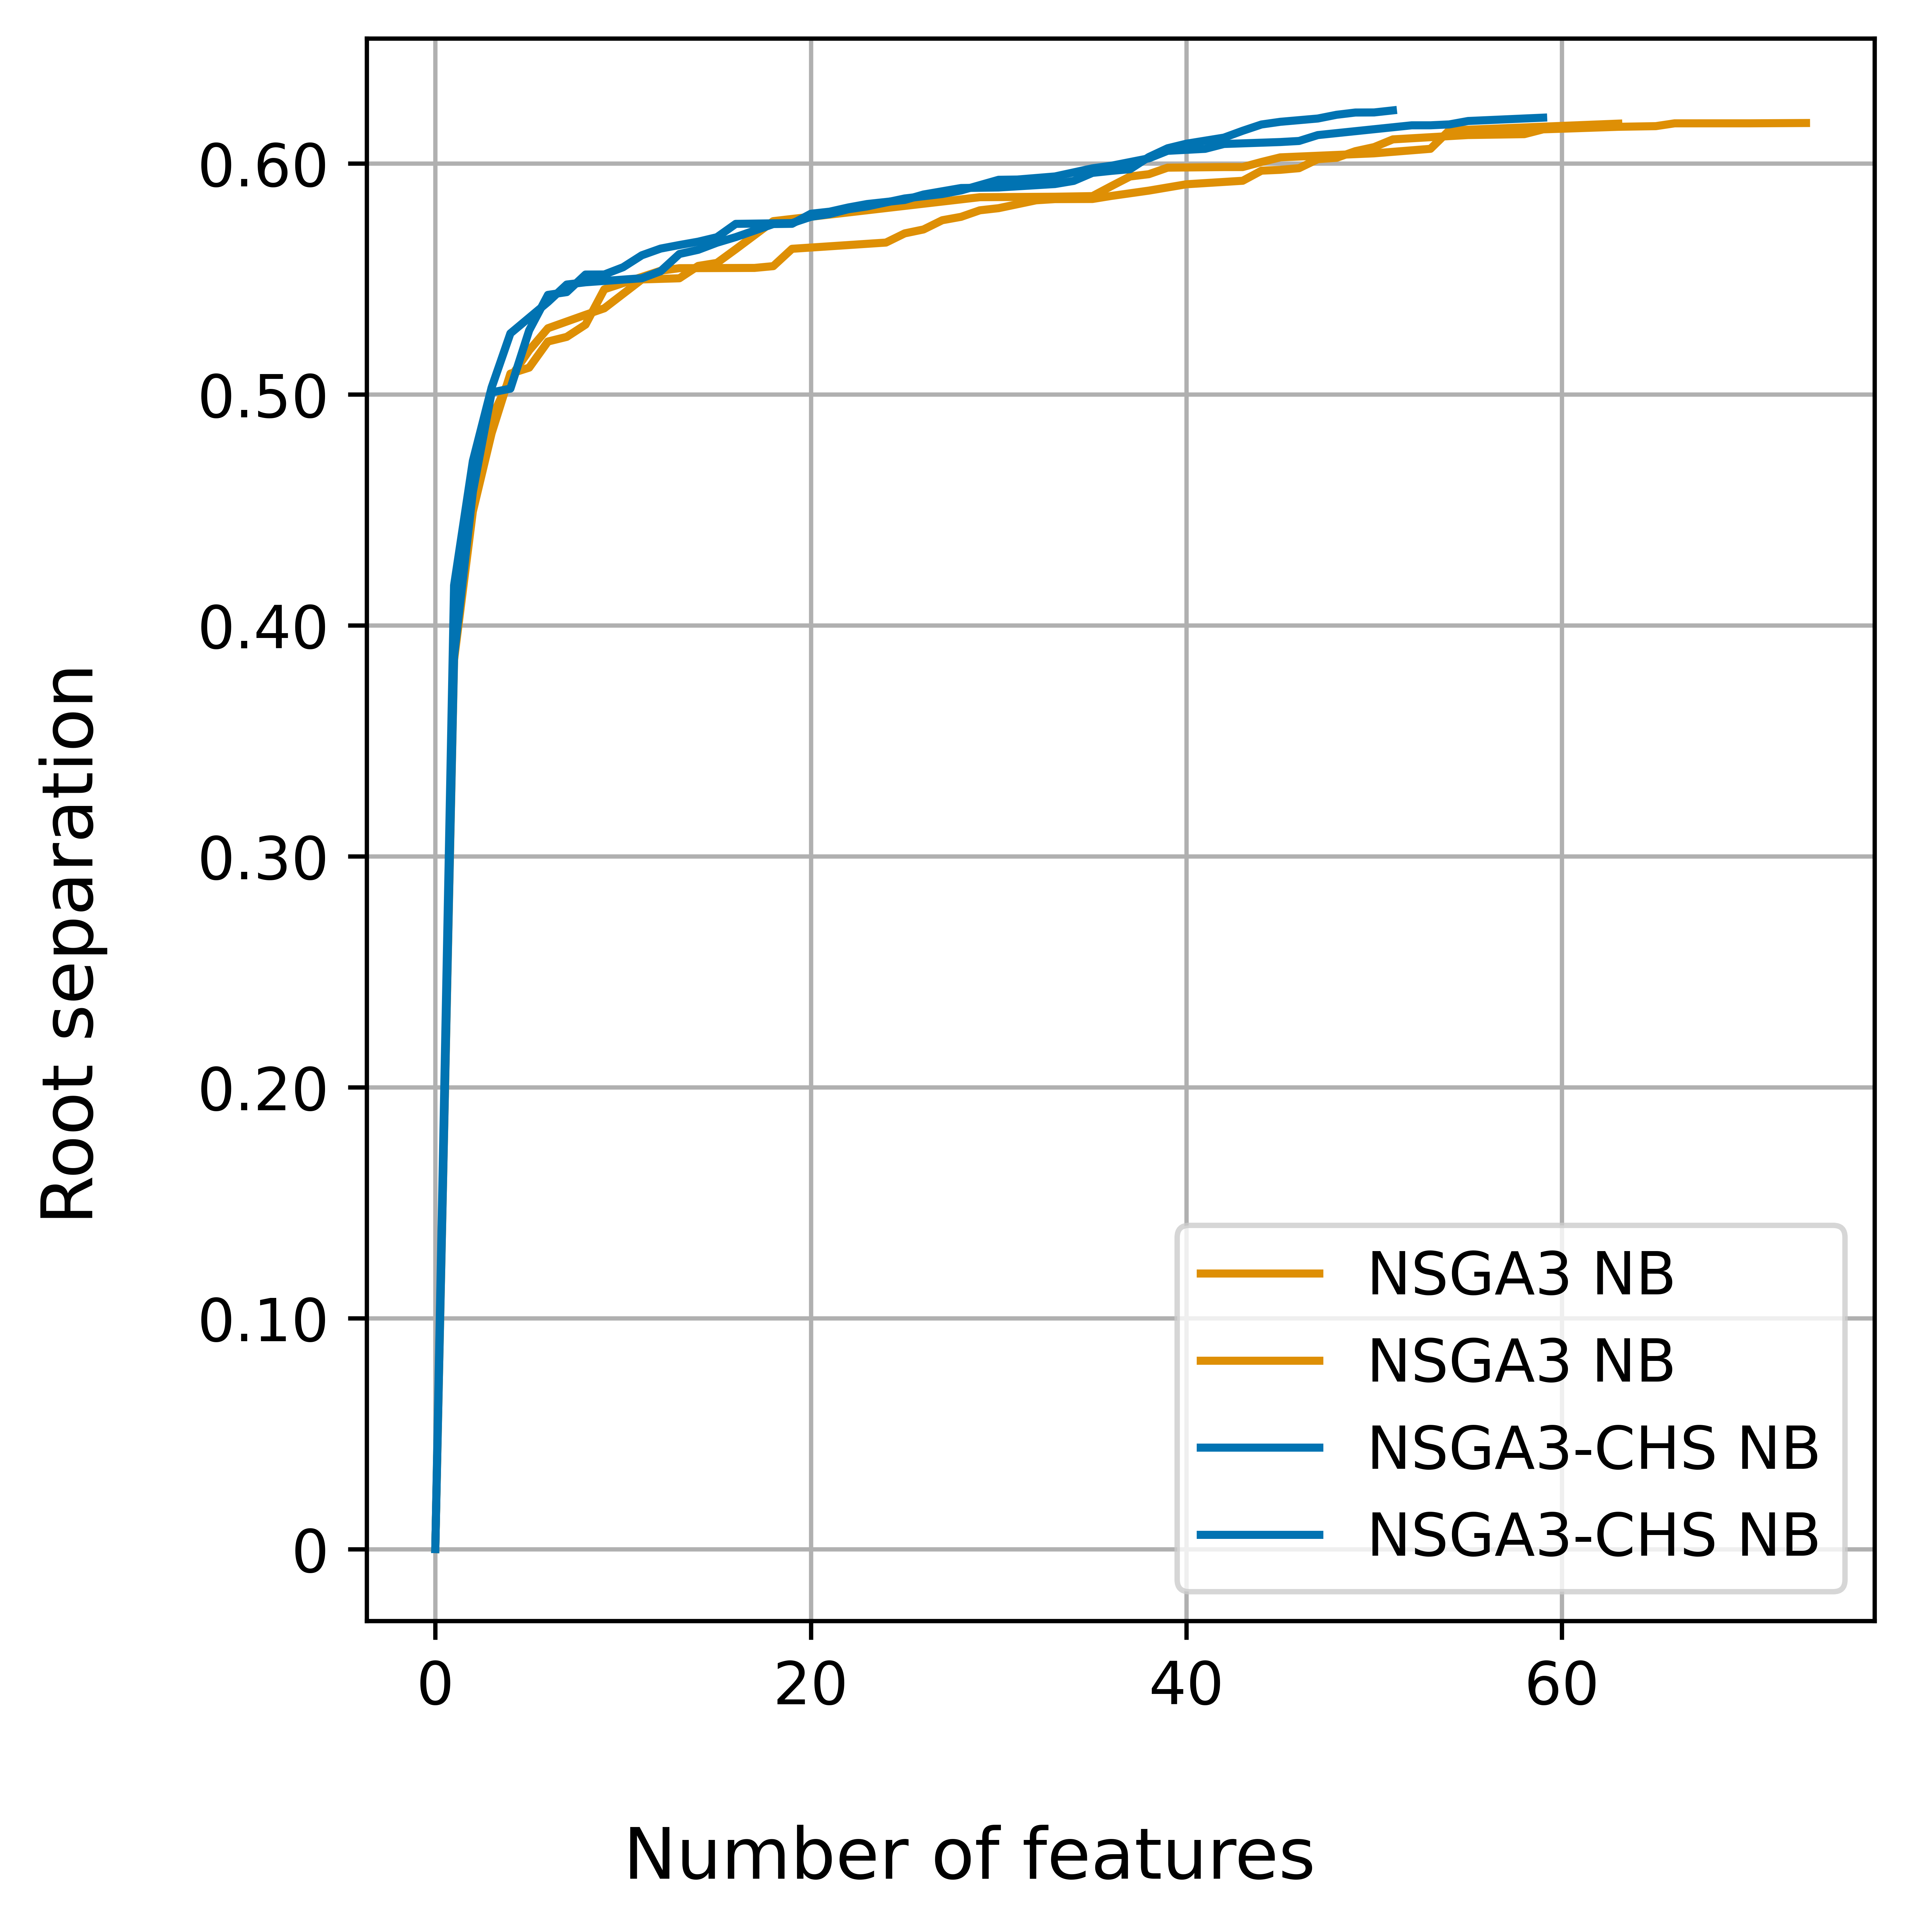 Root separation
0.60
0.50
0.40
0.30
0.20
0.10
0
0 20 40 60
Number of features
NSGA3 NB
NSGA3 NB
NSGA3-CHS NB
NSGA3-CHS NB